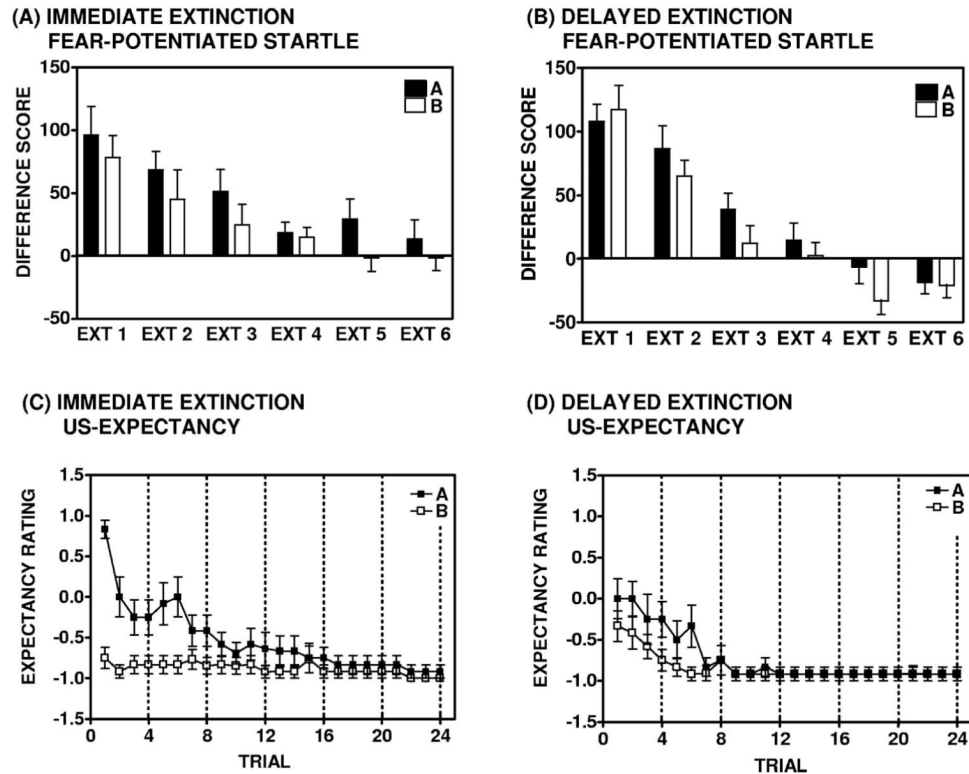 (A) IMMEDIATE EXTINCTION
FEAR-POTENTIATED STARTLE
150
100
50
0
-50
DIFFERENCE SCORE
A
B
EXT 1 EXT 2 EXT 3 EXT 4 EXT 5 EXT 6
(B) DELAYED EXTINCTION
FEAR-POTENTIATED STARTLE
150
100
50
0
-50
DIFFERENCE SCORE
A
B
EXT 1 EXT 2 EXT 3 EXT 4 EXT 5 EXT 6
(C) IMMEDIATE EXTINCTION
US-EXPECTANCY
1.5
1.0
0.5
0.0
-0.5
-1.0
-1.5
EXPECTANCY RATING
A
B
0 4 8 12 16 20 24
TRIAL
(D) DELAYED EXTINCTION
US-EXPECTANCY
1.5
1.0
0.5
0.0
-0.5
-1.0
-1.5
EXPECTANCY RATING
A
B
0 4 8 12 16 20 24
TRIAL